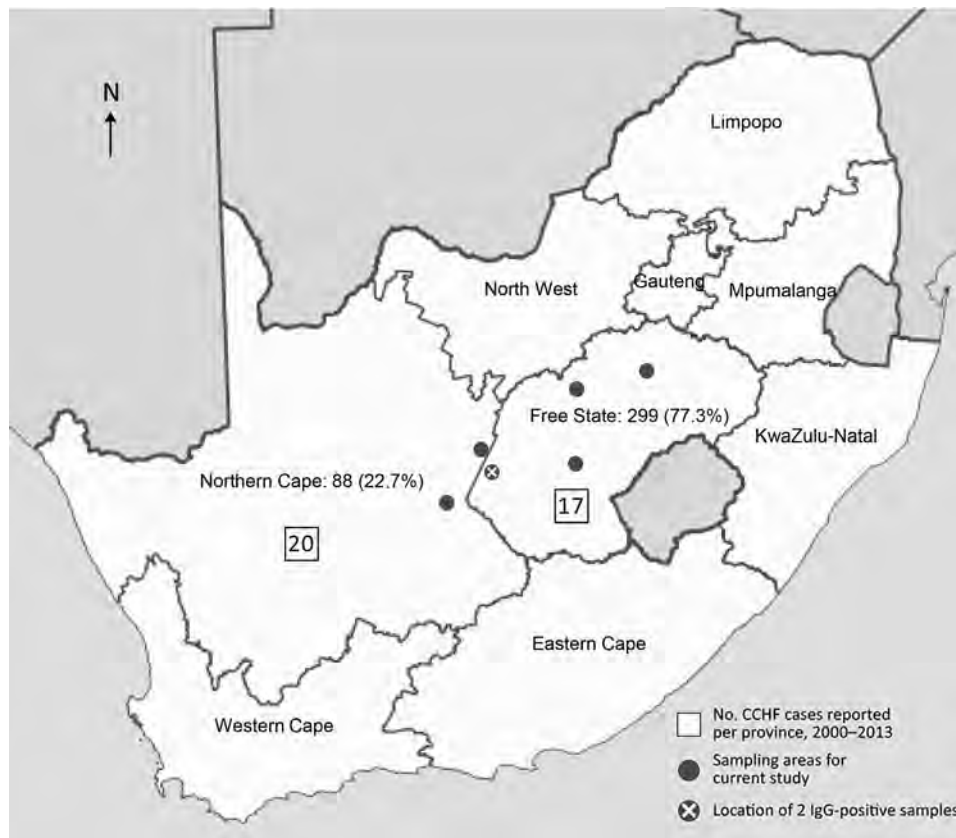 N
Limpopo
North West
Gauteng
Mpumalanga
Free State: 299 (77.3%)
KwaZulu-Natal
Northern Cape: 88 (22.7%)
17
20
Eastern Cape
Western Cape
No. CCHF cases reported
per province, 2000–2013
Sampling areas for
current study
Location of 2 IgG-positive samples